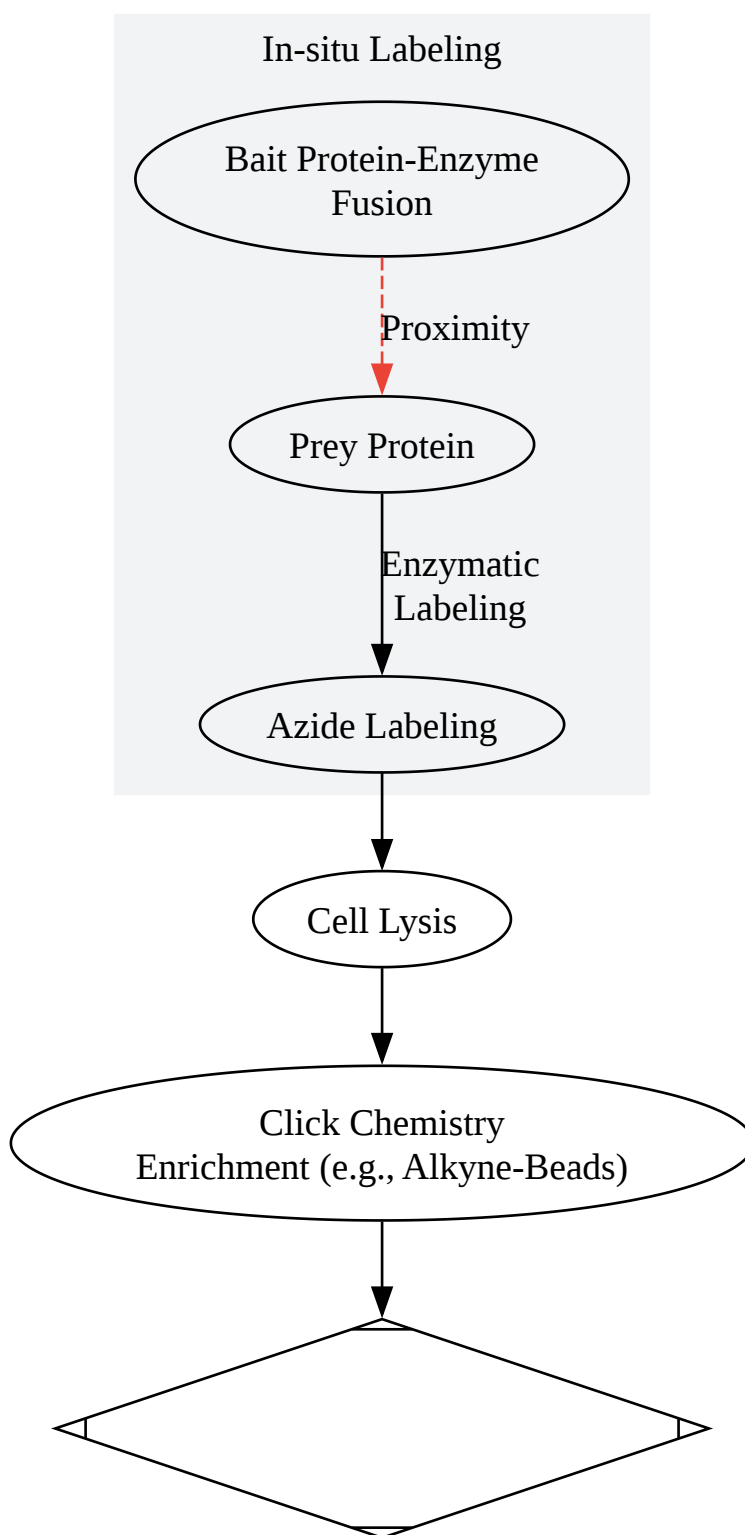 In-situ Labeling
Bait Protein-Enzyme
Fusion
Proximity
Prey Protein
Enzymatic
Labeling
Azide Labeling
Cell Lysis
Click Chemistry
Enrichment (e.g., Alkyne-Beads)